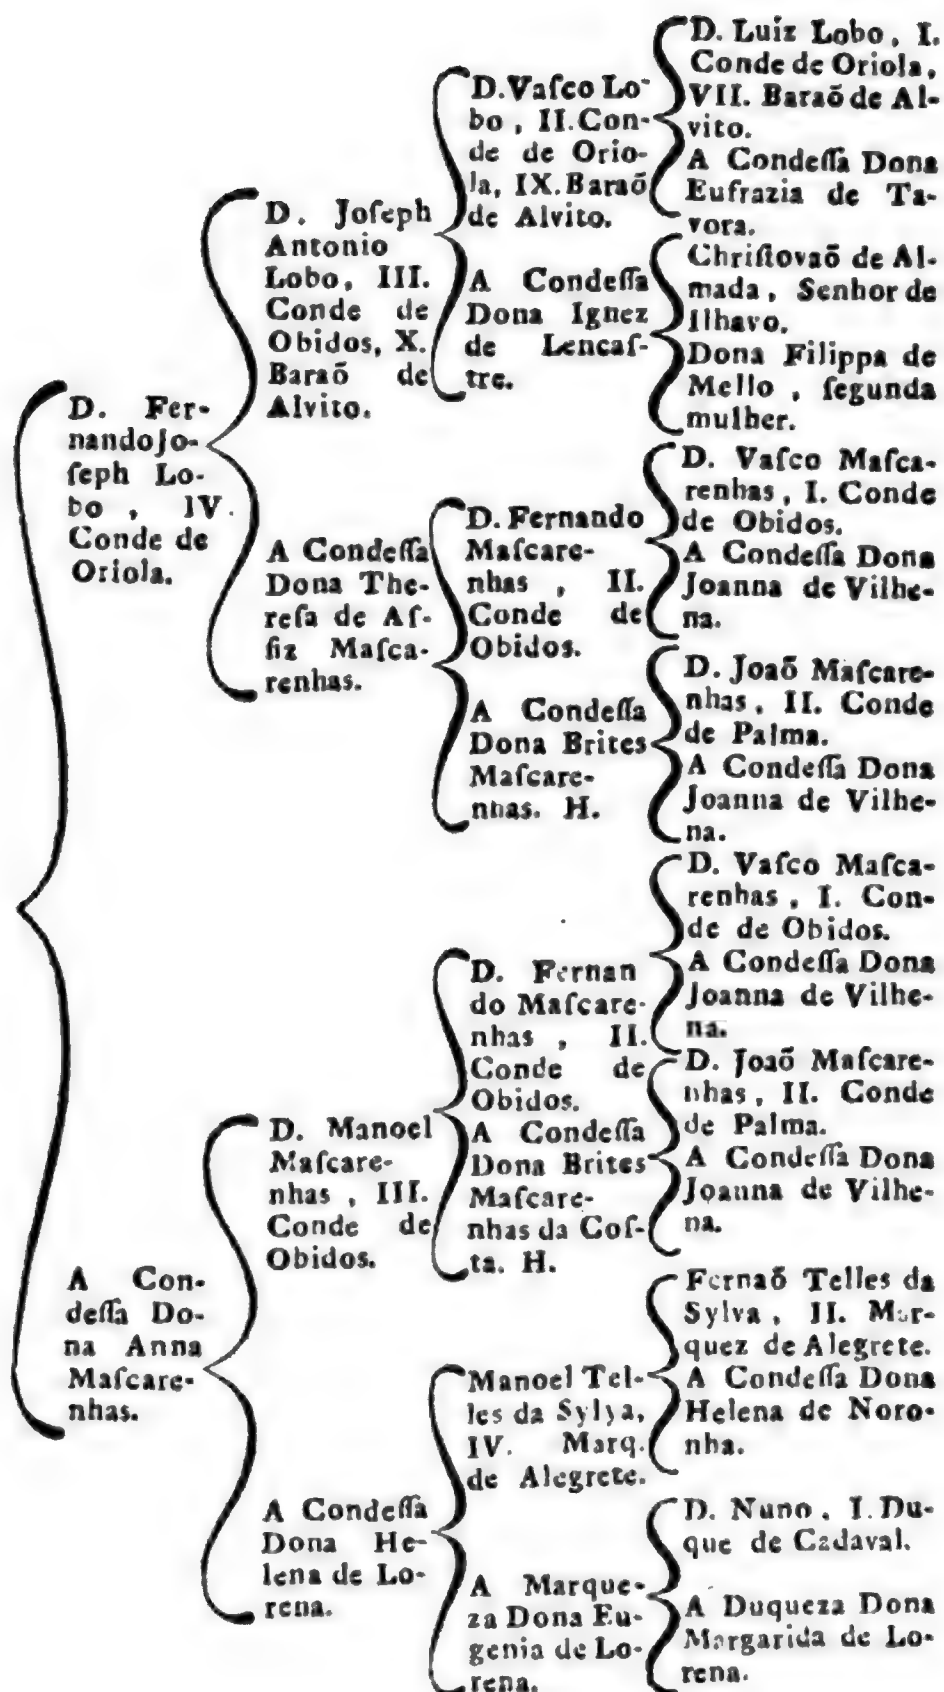 D. Fer-
nando Jo-
ſeph Lo-
bo , IV.
Conde de
Oriola.
A Con-
deſſa Do-
na Anna
Maſcare-
nhas.
D. Joſeph
Antonio
Lobo, III.
Conde de
Obidos, X.
Baraõ de
Alvito.
A Condeſſa
Dona The-
reſa de Aſ-
ſiz Maſca-
renhas.
D. Manoel
Maſcare-
nhas , III.
Conde de
Obidos.
A Condeſſa
Dona He-
lena de Lo-
rena.
D. Vaſco Lo-
bo , II. Con-
de de Orio-
la, IX. Baraõ
de Alvito.
A Condeſſa
Dona Ignez
de Lencaſ-
tre.
D. Fernando
Maſcare-
nhas , II.
Conde de
Obidos.
A Condeſſa
Dona Brites
Maſcare-
nhas. H.
D. Fernan
do Maſcare-
nhas , II.
Conde de
Obidos.
A Condeſſa
Dona Brites
Maſcare-
nhas da Coſ-
ta. H.
Manoel Tel-
les da Sylva,
IV. Marq.
de Alegrete.
A Marque-
za Dona Eu-
genia de Lo-
rena.
D. Luiz Lobo , I.
Conde de Oriola,
VII. Baraõ de Al-
vito.
A Condeſſa Dona
Eufrazia de Ta-
vora.
Chriſtovaõ de Al-
mada , Senhor de
Ilhavo.
Dona Filippa de
Mello , ſegunda
mulher.
D. Vaſco Maſca-
renhas , I. Conde
de Obidos.
A Condeſſa Dona
Joanna de Vilhe-
na.
D. Joaõ Maſcare-
nhas, II. Conde
de Palma.
A Condeſſa Dona
Joanna de Vilhe-
na.
D. Vaſco Maſca-
renhas , I. Con-
de de Obidos.
A Condeſſa Dona
Joanna de Vilhe-
na.
D. Joaõ Maſcare-
nhas, II. Conde
de Palma.
A Condeſſa Dona
Joanna de Vilhe-
na.
Fernaõ Telles da
Sylva , II. Mar-
quez de Alegrete.
A Condeſſa Dona
Helena de Noro-
nha.
D. Nuno , I. Du-
que de Cadaval.
A Duqueza Dona
Margarida de Lo-
rena.